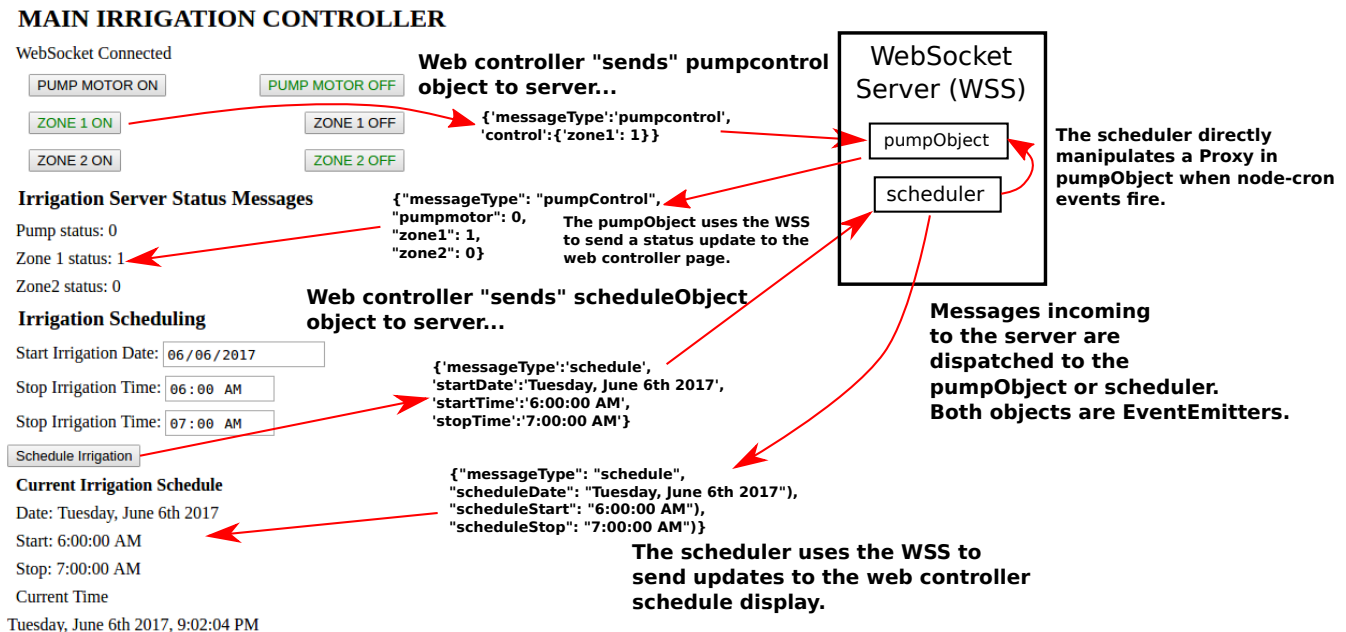 MAIN IRRIGATION CONTROLLER
WebSocket Connected
PUMP MOTOR ON
PUMP MOTOR OFF
ZONE 1 ON
ZONE 1 OFF
ZONE 2 ON
ZONE 2 OFF
Irrigation Server Status Messages
Pump status: 0
Zone 1 status: 1
Zone2 status: 0
Irrigation Scheduling
Start Irrigation Date: 06/06/2017
Stop Irrigation Time: 06:00 AM
Stop Irrigation Time: 07:00 AM
Schedule Irrigation
Current Irrigation Schedule
Date: Tuesday, June 6th 2017
Start: 6:00:00 AM
Stop: 7:00:00 AM
Current Time
Tuesday, June 6th 2017, 9:02:04 PM
Web controller "sends" pumpcontrol
object to server...
{'messageType':'pumpcontrol',
'control':{'zone1': 1}}
{"messageType": "pumpControl",
"pumpmotor": 0,
"zone1": 1,
"zone2": 0}
The pumpObject uses the WSS
to send a status update to the
web controller page.
Web controller "sends" scheduleObject
object to server...
{'messageType':'schedule',
'startDate':'Tuesday, June 6th 2017',
'startTime':'6:00:00 AM',
'stopTime':'7:00:00 AM'}
{"messageType": "schedule",
"scheduleDate": "Tuesday, June 6th 2017"),
"scheduleStart": "6:00:00 AM"),
"scheduleStop": "7:00:00 AM")}
The scheduler uses the WSS to
send updates to the web controller
schedule display.
WebSocket
Server (WSS)
pumpObject
scheduler
The scheduler directly
manipulates a Proxy in
pumpObject when node-cron
events fire.
Messages incoming
to the server are
dispatched to the
pumpObject or scheduler.
Both objects are EventEmitters.